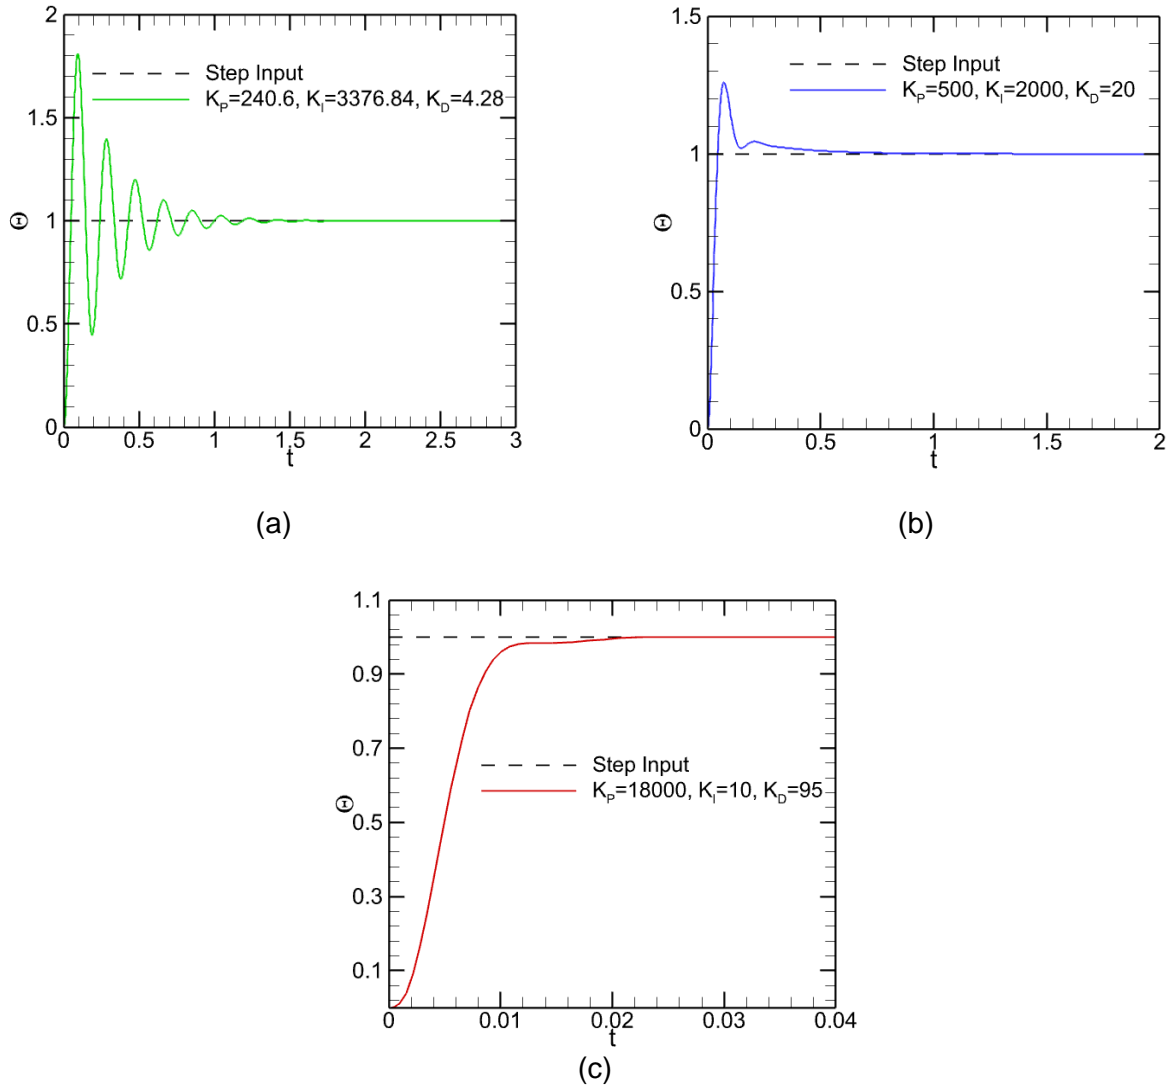 2
1.5
1
0.5
0
Θ
Step Input
K_P=240.6, K_I=3376.84, K_D=4.28
0 0.5 1 1.5 2 2.5 3
t
(a)
1.5
1
0.5
0
Θ
Step Input
K_P=500, K_I=2000, K_D=20
0 0.5 1 1.5 2
t
(b)
1.1
0.9
0.7
0.5
0.3
0.1
Θ
Step Input
K_P=18000, K_I=10, K_D=95
0 0.01 0.02 0.03 0.04
t
(c)